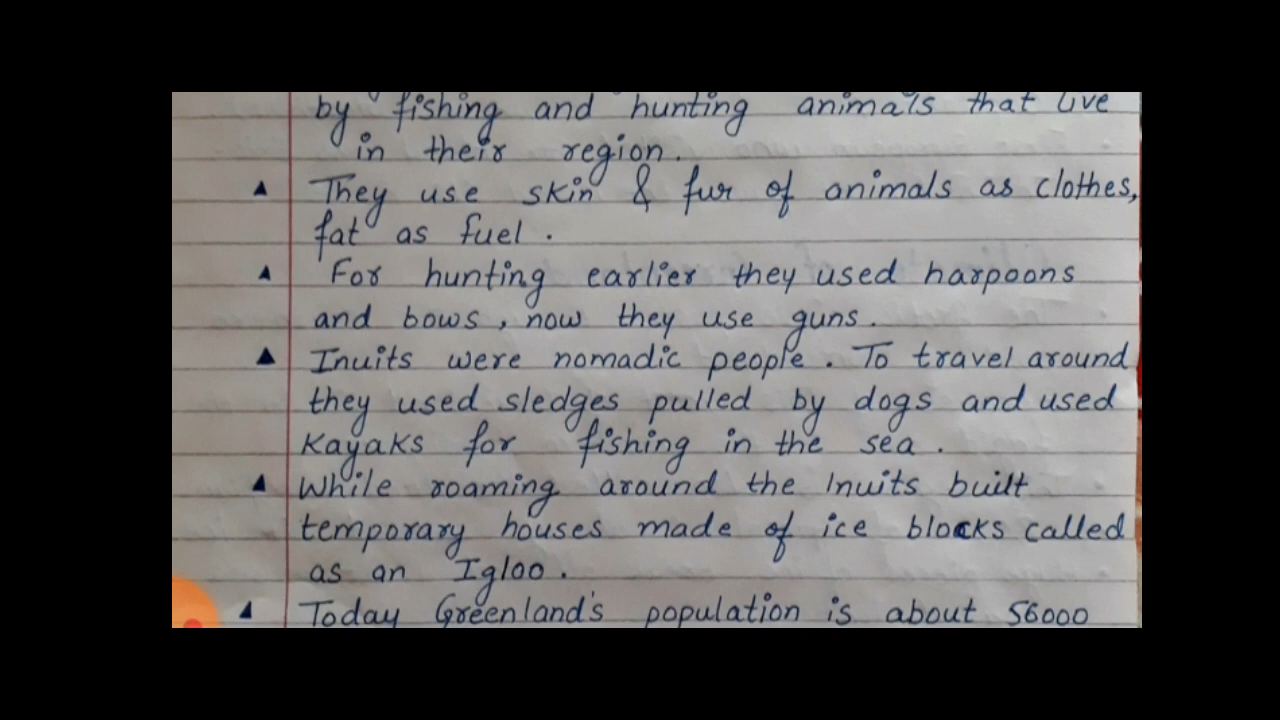 by fishing and hunting animals that live
in their region.
▲ They use skin & fur of animals as clothes,
fat as fuel.
▲ For hunting earlier they used harpoons
and bows, now they use guns.
▲ Inuits were nomadic people. To travel around
they used sledges pulled by dogs and used
Kayaks for fishing in the sea.
▲ While roaming around the Inuits built
temporary houses made of ice blocks called
as an Igloo.
▲ Today Greenland's population is about 56000